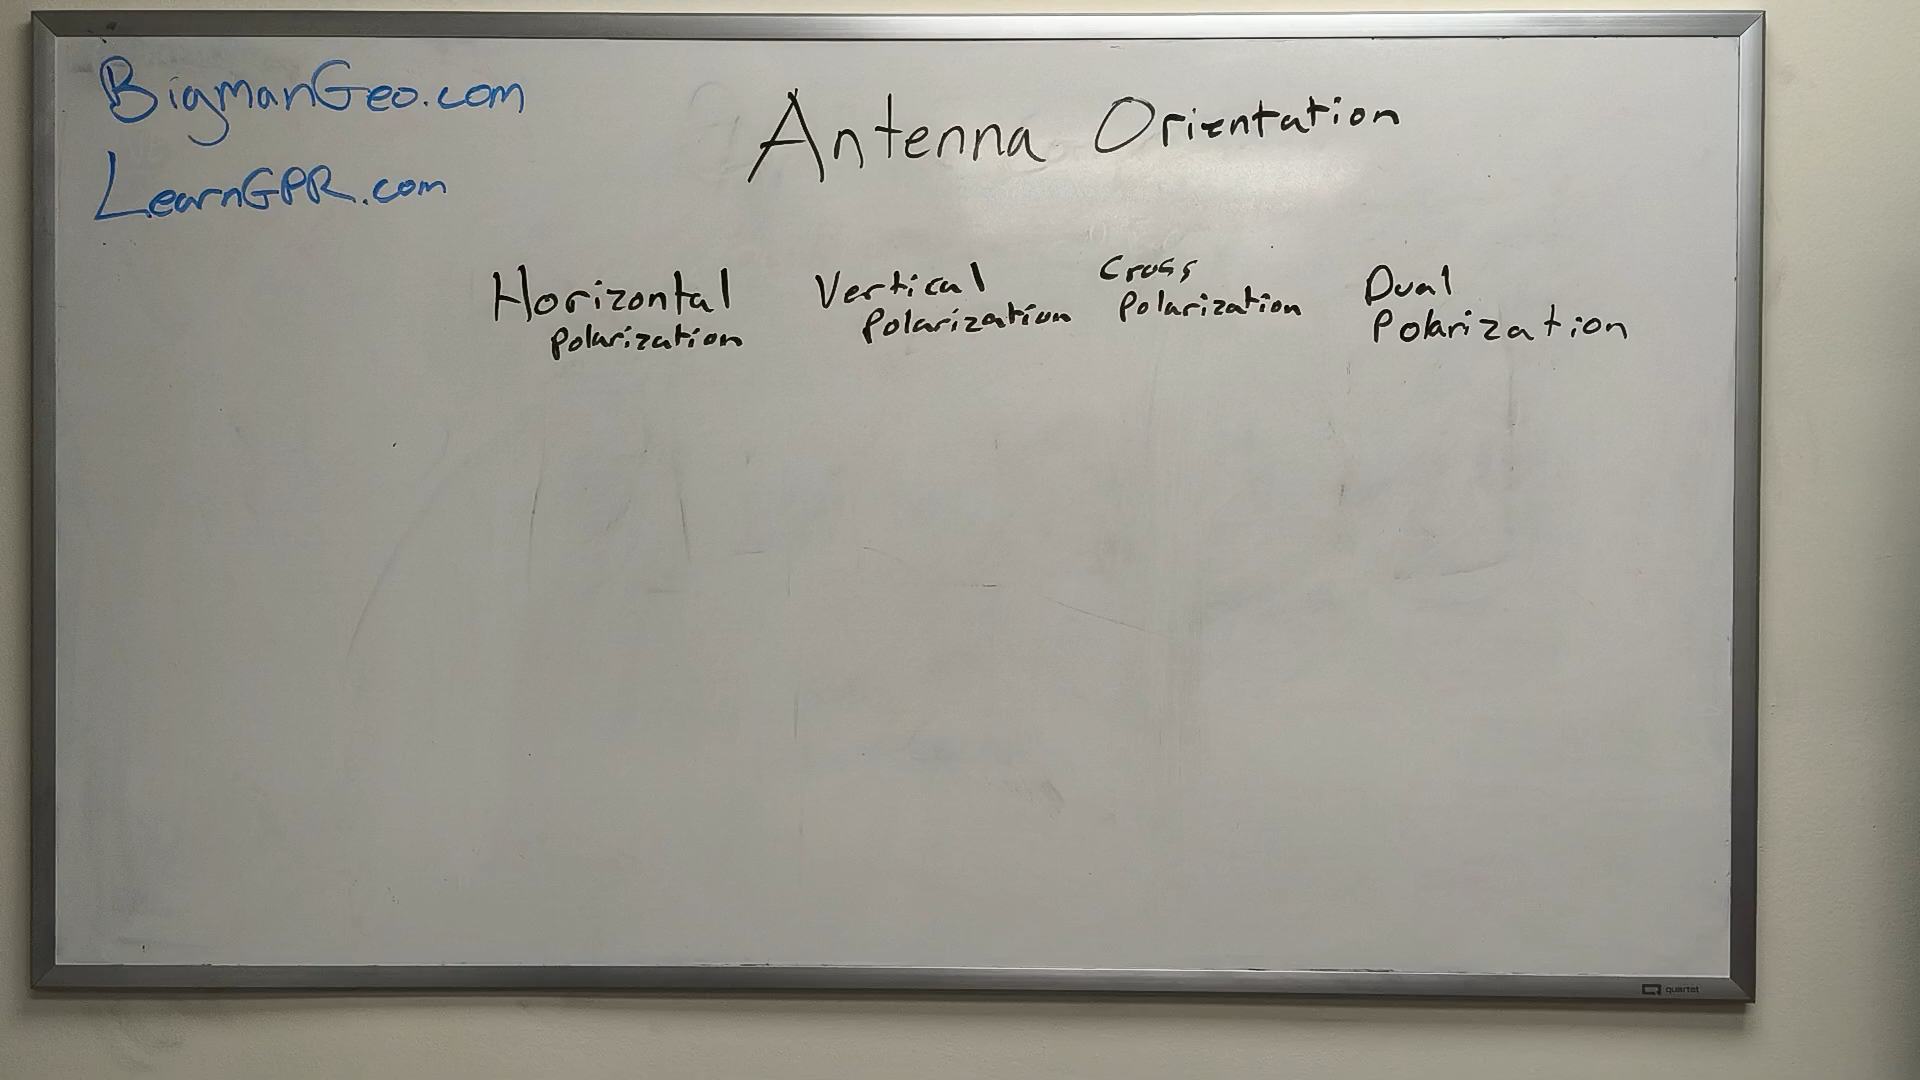 BigmanGeo.com
LearnGPR.com
Antenna Orientation
Horizontal
Polarization
Vertical
Polarization
Cross
Polarization
Dual
Polarization
quartet